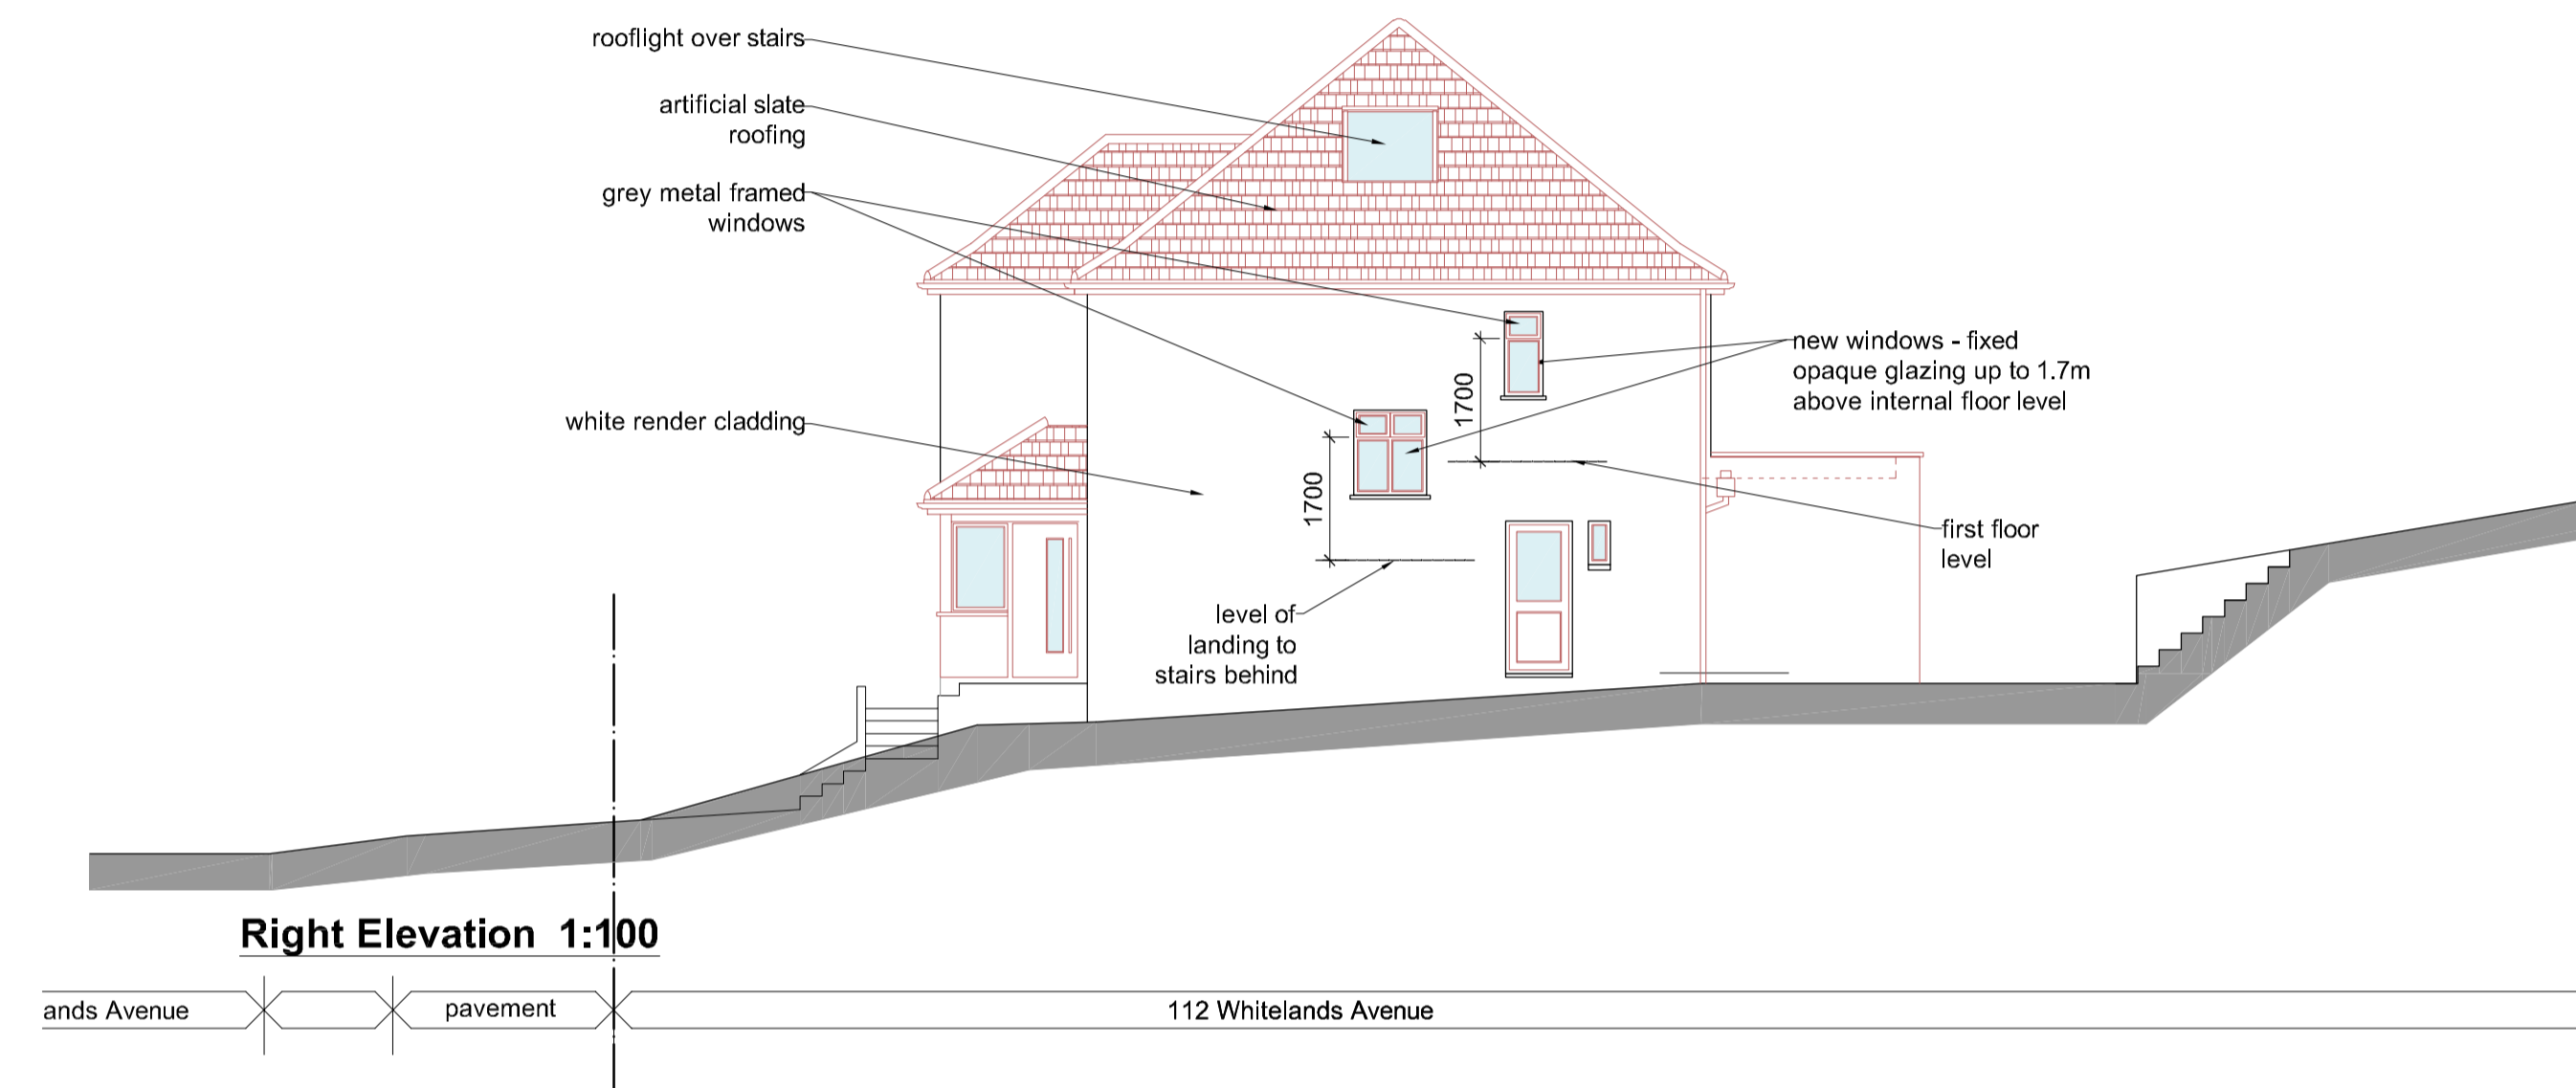 rooflight over stairs
artificial slate
roofing
grey metal framed
windows
white render cladding
new windows - fixed
opaque glazing up to 1.7m
above internal floor level
1700
1700
first floor
level
level of
landing to
stairs behind
Right Elevation 1:100
ands Avenue
pavement
112 Whitelands Avenue